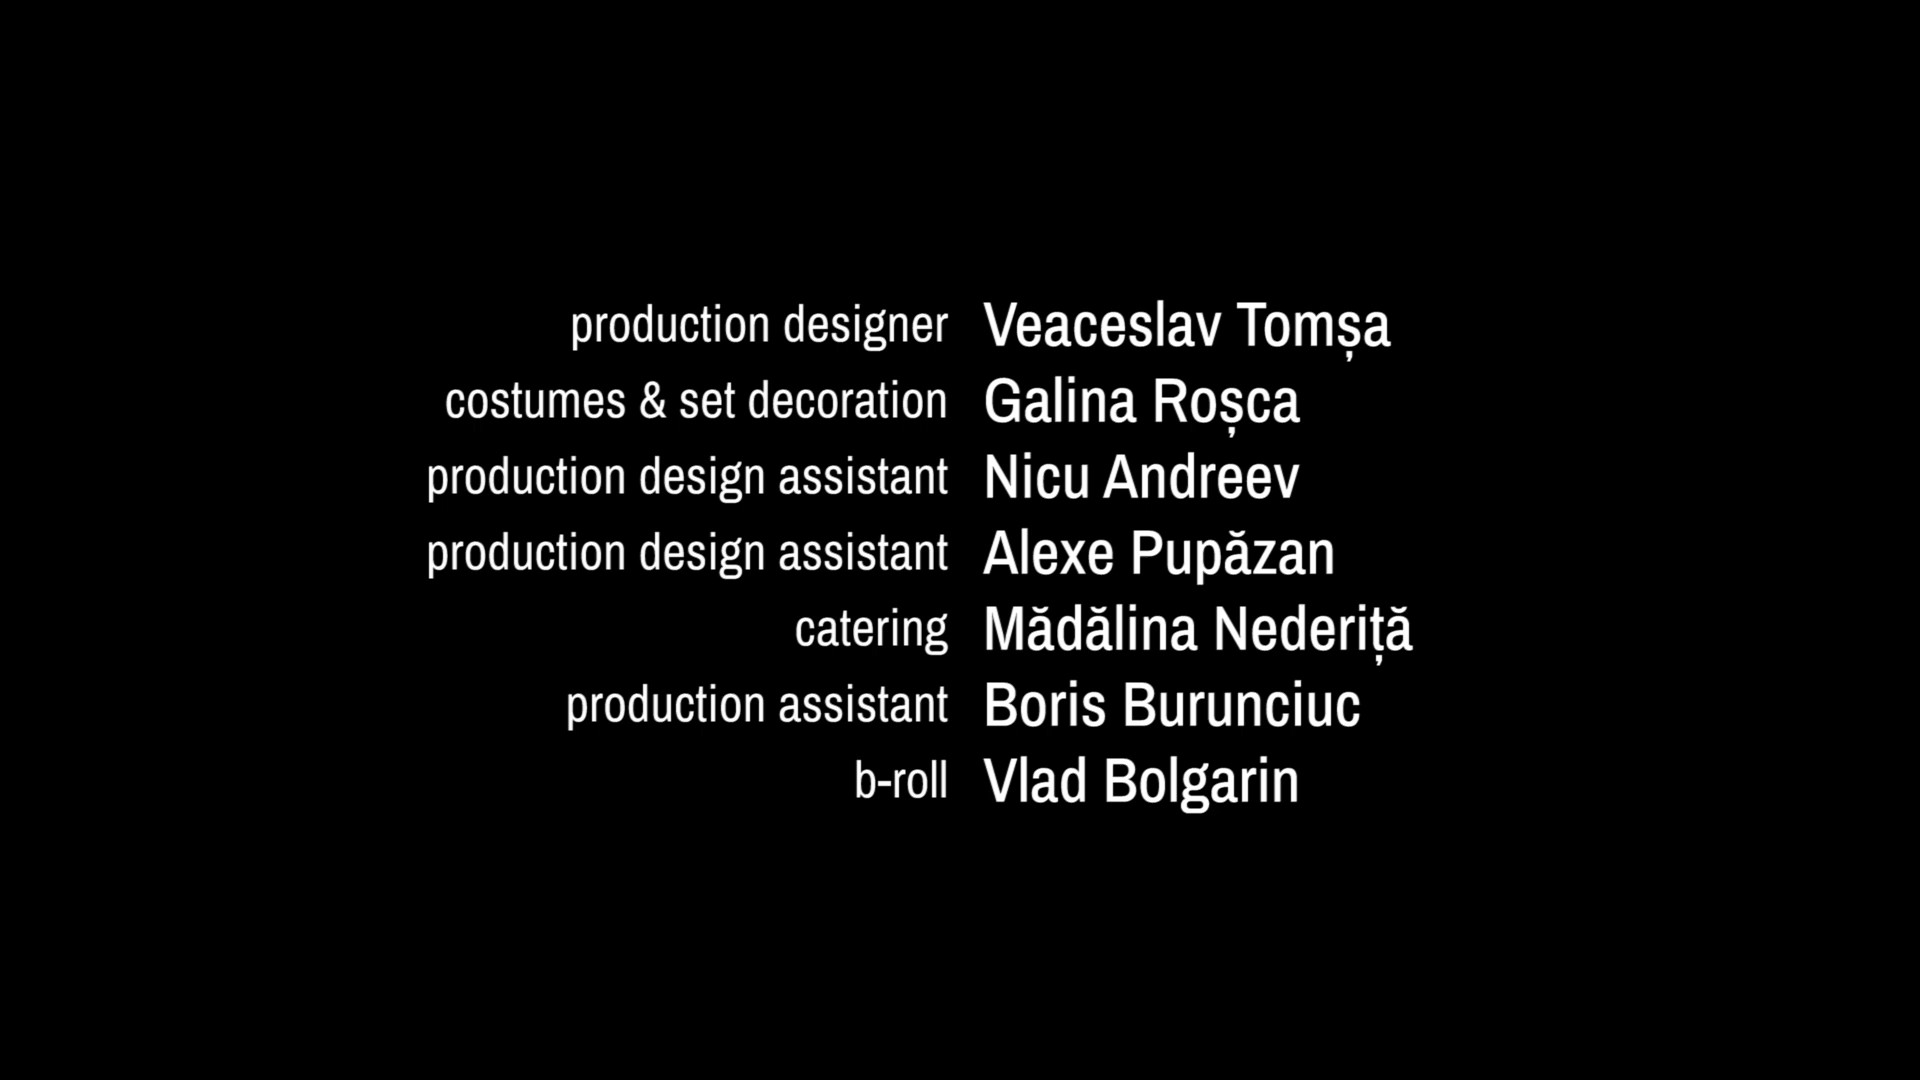 production designer Veaceslav Tomșa
costumes & set decoration Galina Roșca
production design assistant Nicu Andreev
production design assistant Alexe Pupăzan
catering Mădălina Nederiță
production assistant Boris Burunciuc
b-roll Vlad Bolgarin